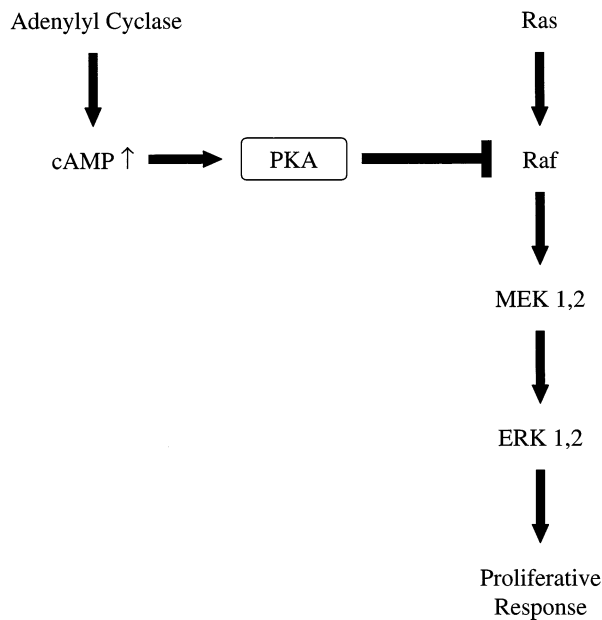 Adenylyl Cyclase
Ras
cAMP ↑
PKA
Raf
MEK 1,2
ERK 1,2
Proliferative
Response